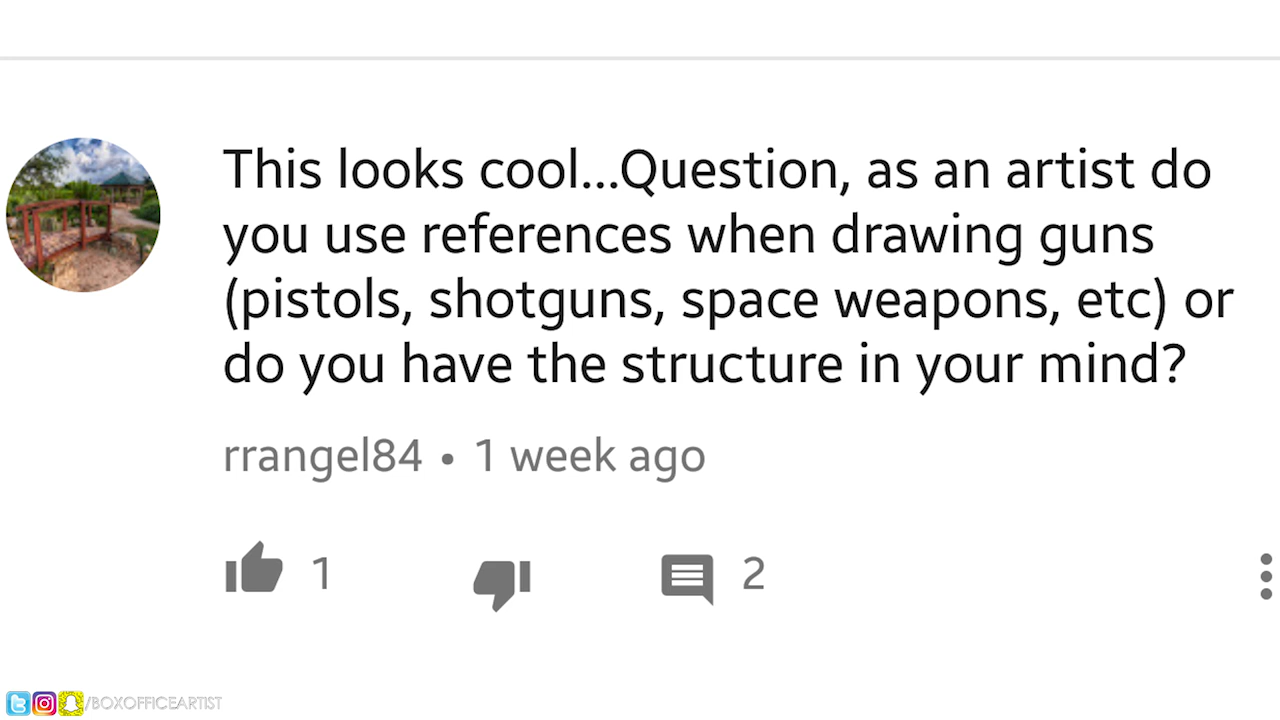 This looks cool...Question, as an artist do
you use references when drawing guns
(pistols, shotguns, space weapons, etc) or
do you have the structure in your mind?
rrangel84 • 1 week ago
1 2
/BOXOFFICEARTIST